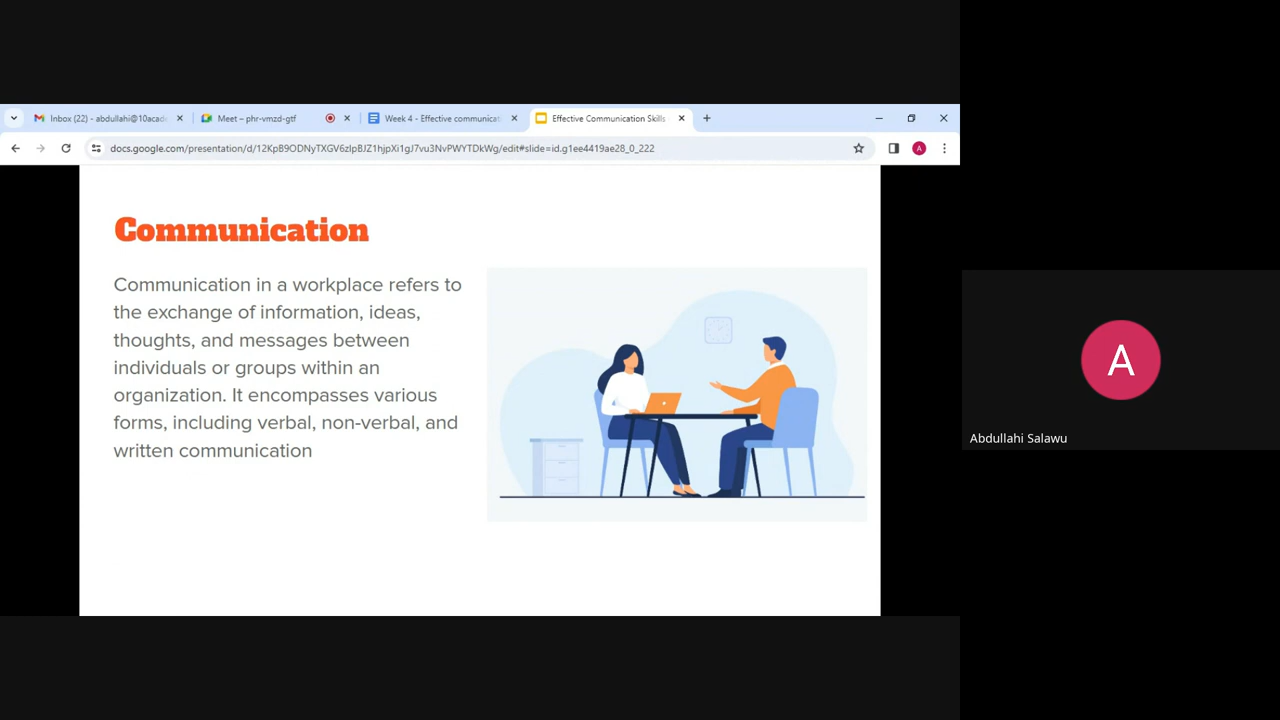 Inbox (22) - abdullahi@10acad
Meet – phr-vmzd-gtf
Week 4 - Effective communicat
Effective Communication Skills
docs.google.com/presentation/d/12KpB9ODNyTXGV6zlpBJZ1hjpXi1gJ7vu3NvPWYTDkWg/edit#slide=id.g1ee4419ae28_0_222
A
Communication
Communication in a workplace refers to
the exchange of information, ideas,
thoughts, and messages between
individuals or groups within an
organization. It encompasses various
forms, including verbal, non-verbal, and
written communication
A
Abdullahi Salawu